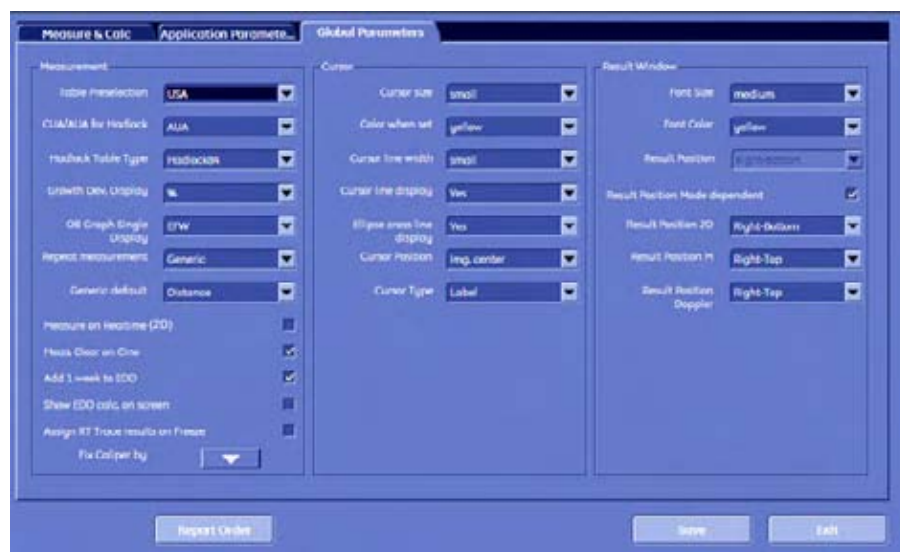 Measure & Calc
Application Paramete...
Global Parameters
Measurement
Table Preselection
USA
CUA/AUA for Hadlock
AUA
Hadlock Table Type
Hadlock84
Growth Dev. Display
%
OB Graph Single Display
EFW
Repeat measurement
Generic
Generic default
Distance
Measure on Realtime (2D)
Meas Clear on Cine
Add 1 week to EDD
Show EDD calc. on screen
Assign RT Trace results on Freeze
Fix Caliper by
Cursor
Cursor size
small
Color when set
yellow
Cursor line width
small
Cursor line display
Yes
Ellipse cross line display
Yes
Cursor Position
Img. center
Cursor Type
Label
Result Window
Font Size
medium
Font Color
yellow
Result Position
Result Position Mode dependent
Result Position 2D
Right-Bottom
Result Position M
Right-Top
Result Position Doppler
Right-Top
Report Order
Save
Exit